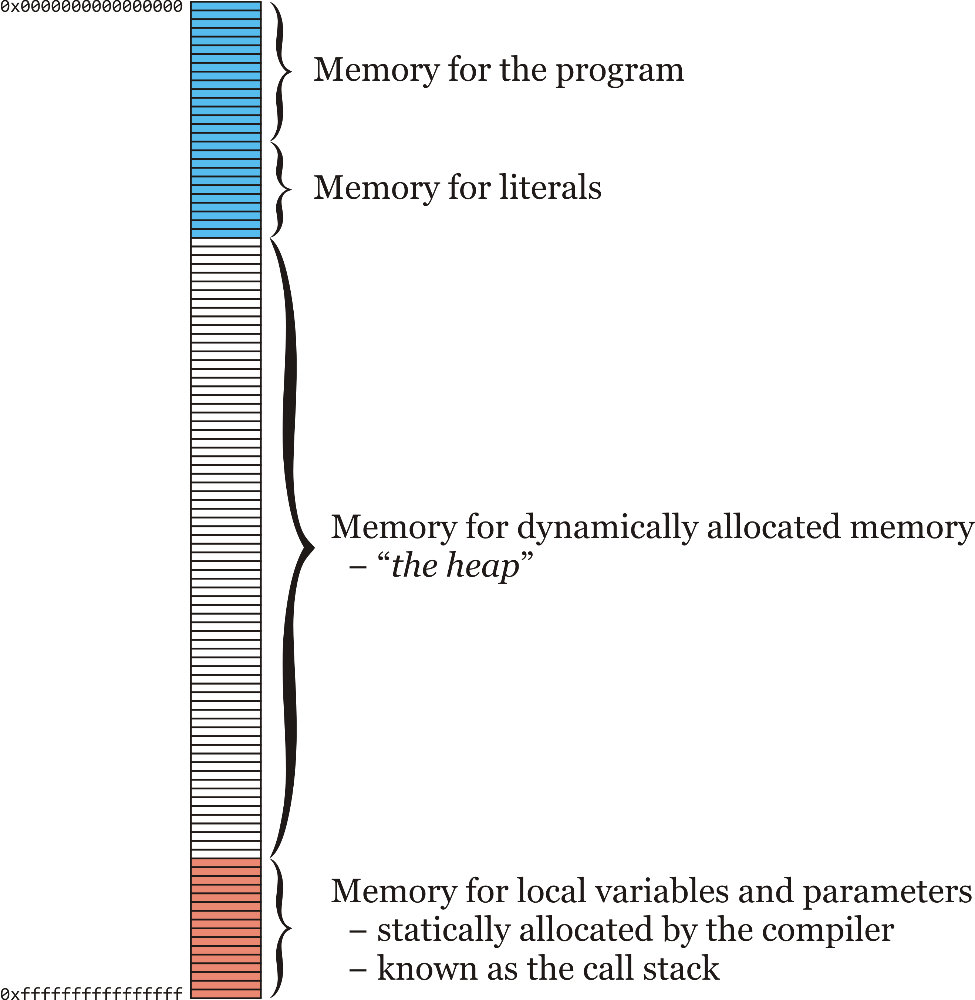 0x0000000000000000
Memory for the program
Memory for literals
Memory for dynamically allocated memory
– “the heap”
Memory for local variables and parameters
– statically allocated by the compiler
– known as the call stack
0xffffffffffffffff